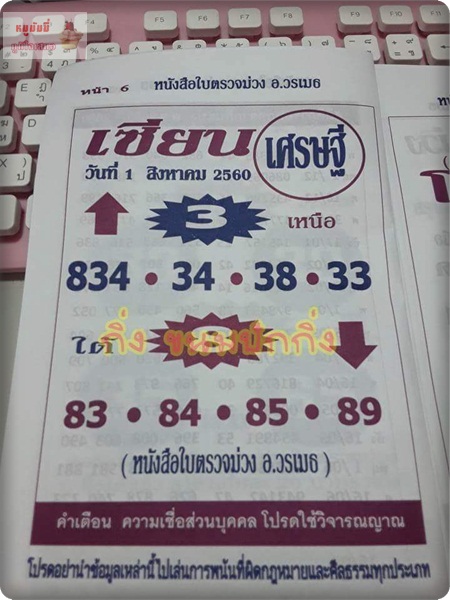 หน้า 6 หนังสือใบตรวจม่วง อ.วรเมธ
เซียน เศรษฐี
วันที่ 1 สิงหาคม 2560
3 เหนือ
834 • 34 • 38 • 33
กิ่ง ขนมปักกิ่ง
ใต้ 8
83 • 84 • 85 • 89
(หนังสือใบตรวจม่วง อ.วรเมธ)
คำเตือน ความเชื่อส่วนบุคคล โปรดใช้วิจารณญาณ
โปรดอย่านำข้อมูลเหล่านี้ไปเล่นการพนันที่ผิดกฎหมายและศีลธรรมทุกประเภท